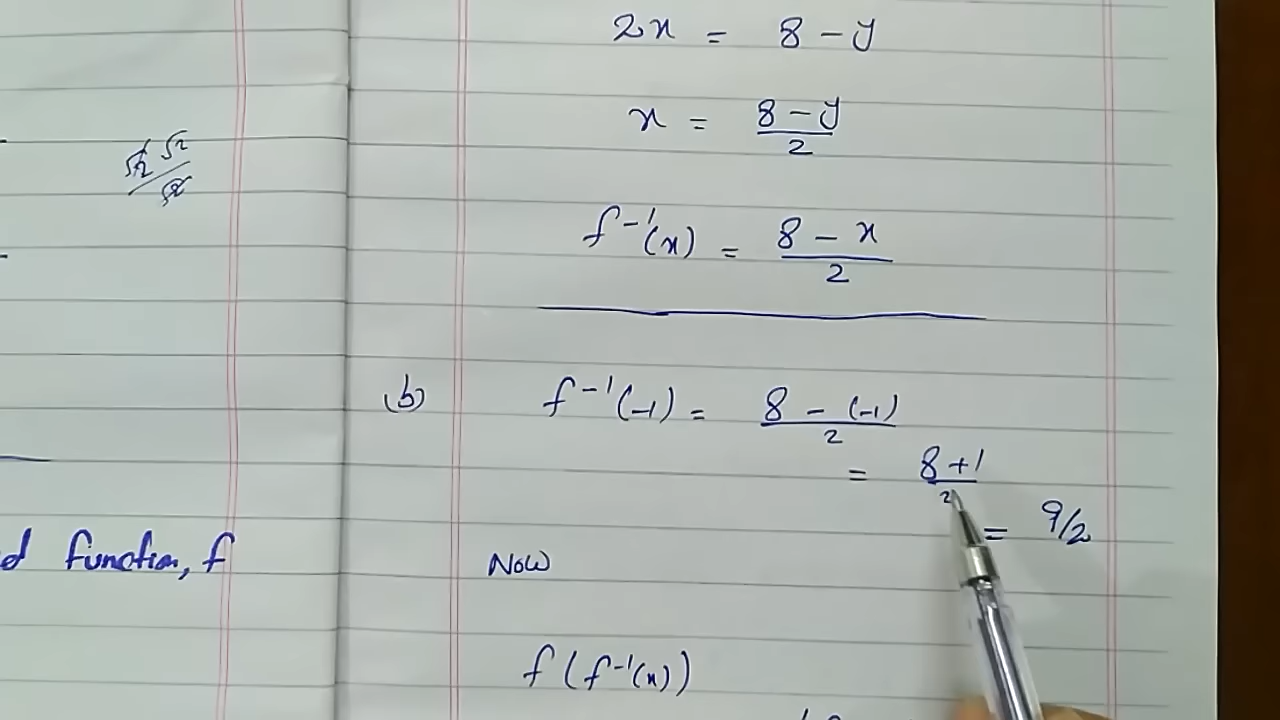 d function, f
2x = 8 - y
x = 8 - y / 2
f⁻¹(x) = 8 - x / 2
(b) f⁻¹(-1) = 8 - (-1) / 2
= 8 + 1 / 2
= 9/2
Now
f(f⁻¹(x))